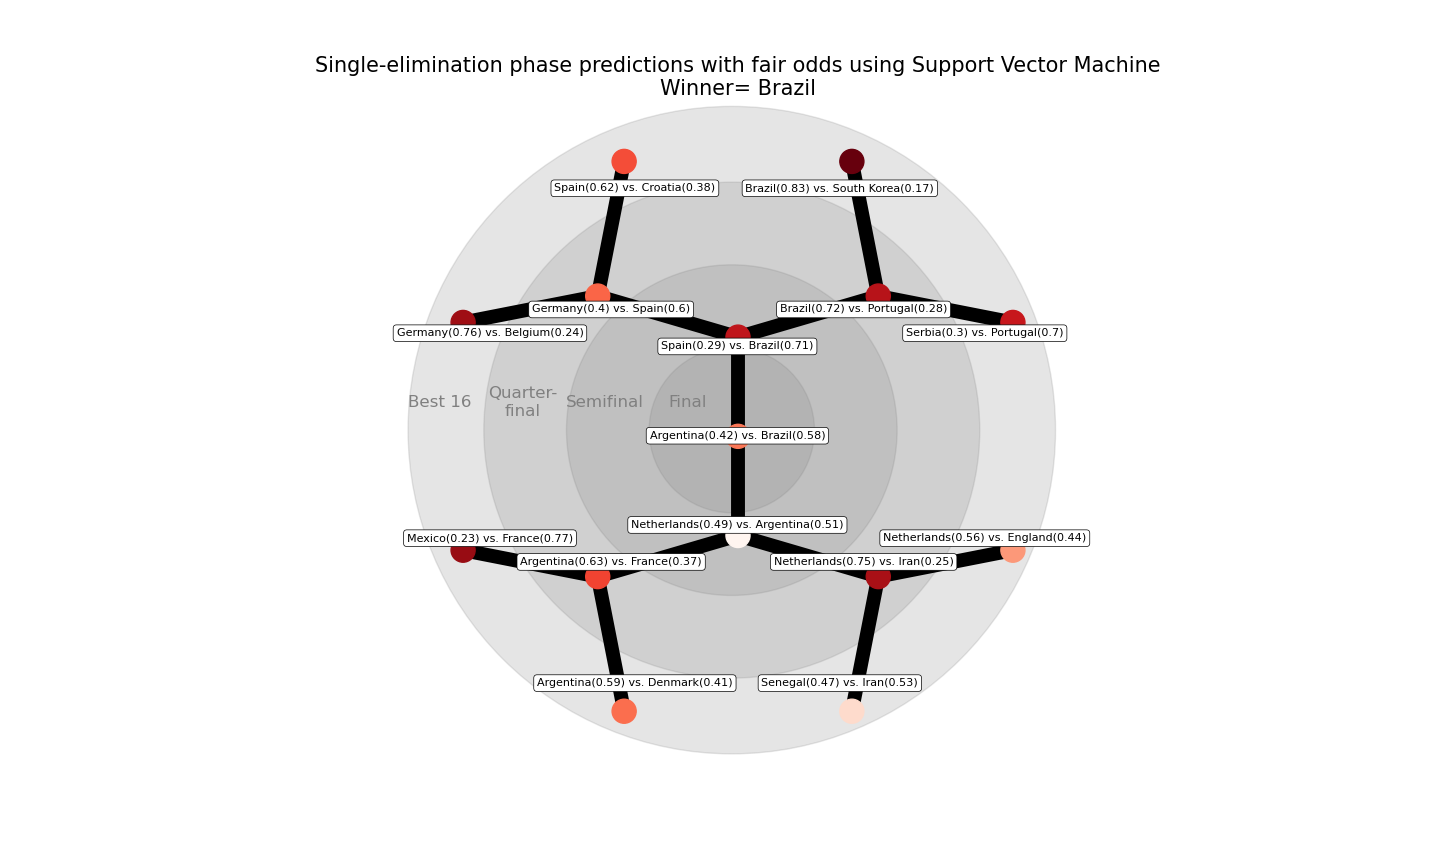 Single-elimination phase predictions with fair odds using Support Vector Machine
Winner= Brazil
Spain(0.62) vs. Croatia(0.38)
Brazil(0.83) vs. South Korea(0.17)
Germany(0.4) vs. Spain(0.6)
Brazil(0.72) vs. Portugal(0.28)
Germany(0.76) vs. Belgium(0.24)
Serbia(0.3) vs. Portugal(0.7)
Spain(0.29) vs. Brazil(0.71)
Best 16
Quarter-
final
Semifinal
Final
Argentina(0.42) vs. Brazil(0.58)
Netherlands(0.49) vs. Argentina(0.51)
Mexico(0.23) vs. France(0.77)
Netherlands(0.56) vs. England(0.44)
Argentina(0.63) vs. France(0.37)
Netherlands(0.75) vs. Iran(0.25)
Argentina(0.59) vs. Denmark(0.41)
Senegal(0.47) vs. Iran(0.53)